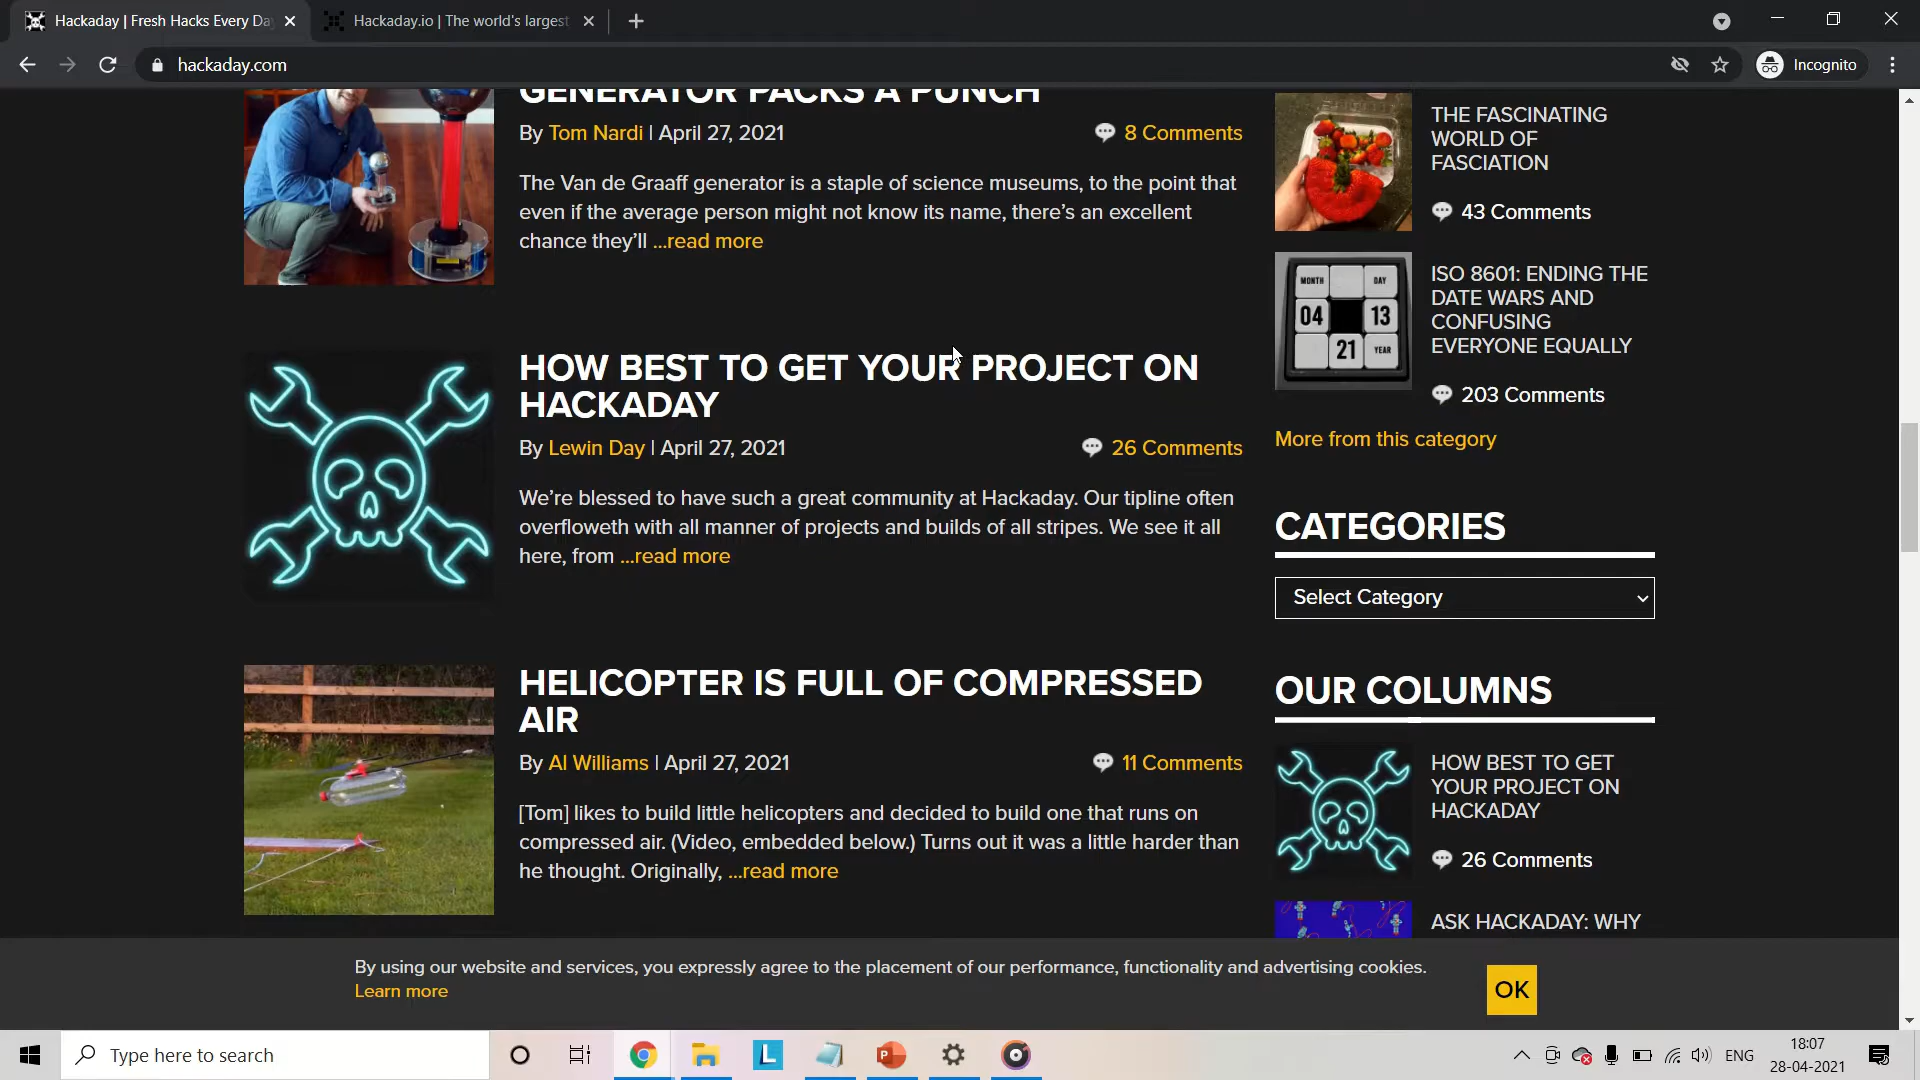 Hackaday | Fresh Hacks Every Da
Hackaday.io | The world's largest
hackaday.com
Incognito
GENERATOR PACKS A PUNCH
By Tom Nardi | April 27, 2021
8 Comments
The Van de Graaff generator is a staple of science museums, to the point that
even if the average person might not know its name, there's an excellent
chance they'll ...read more
HOW BEST TO GET YOUR PROJECT ON
HACKADAY
By Lewin Day | April 27, 2021
26 Comments
We're blessed to have such a great community at Hackaday. Our tipline often
overfloweth with all manner of projects and builds of all stripes. We see it all
here, from ...read more
HELICOPTER IS FULL OF COMPRESSED
AIR
By Al Williams | April 27, 2021
11 Comments
[Tom] likes to build little helicopters and decided to build one that runs on
compressed air. (Video, embedded below.) Turns out it was a little harder than
he thought. Originally, ...read more
THE FASCINATING
WORLD OF
FASCIATION
43 Comments
MONTH
DAY
04
13
21
YEAR
ISO 8601: ENDING THE
DATE WARS AND
CONFUSING
EVERYONE EQUALLY
203 Comments
More from this category
CATEGORIES
Select Category
OUR COLUMNS
HOW BEST TO GET
YOUR PROJECT ON
HACKADAY
26 Comments
ASK HACKADAY: WHY
By using our website and services, you expressly agree to the placement of our performance, functionality and advertising cookies.
Learn more
OK
Type here to search
L
P
ENG
18:07
28-04-2021